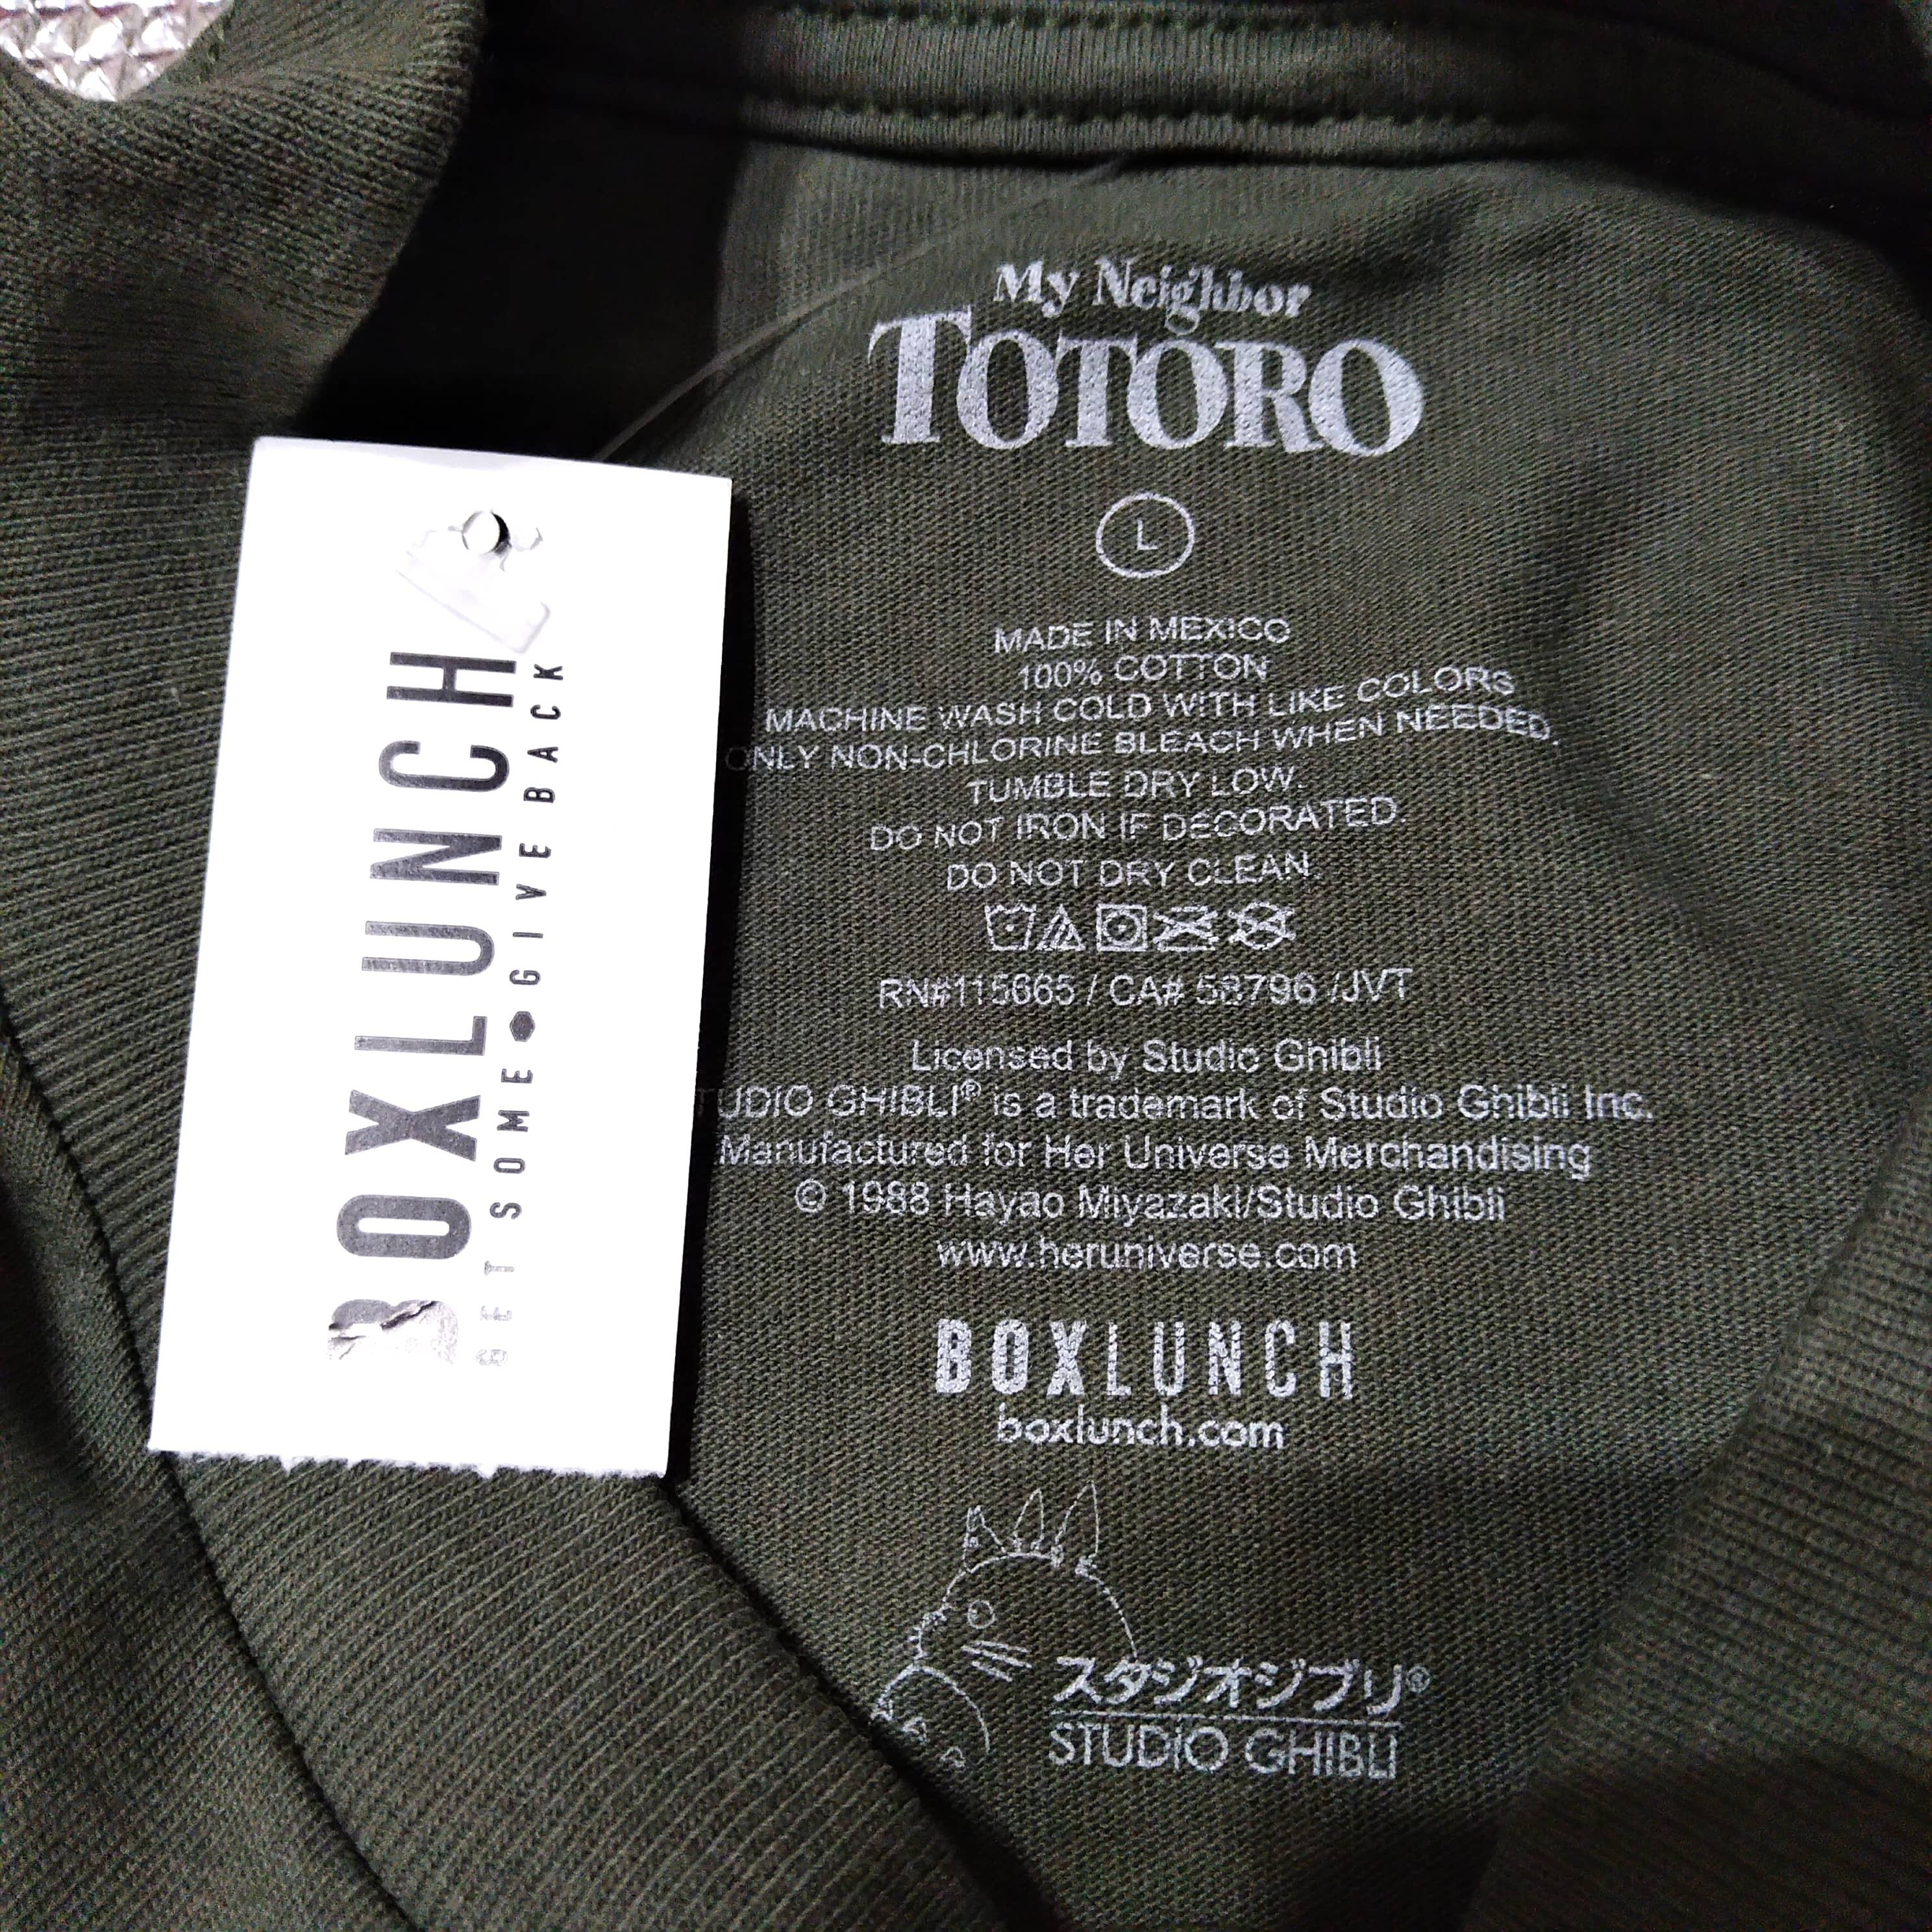 My Neighbor
TOTORO
L
MADE IN MEXICO
100% COTTON
MACHINE WASH COLD WITH LIKE COLORS
ONLY NON-CHLORINE BLEACH WHEN NEEDED.
TUMBLE DRY LOW.
DO NOT IRON IF DECORATED.
DO NOT DRY CLEAN.
RN#115665 / CA# 58796 /JVT
Licensed by Studio Ghibli
STUDIO GHIBLI® is a trademark of Studio Ghibli Inc.
Manufactured for Her Universe Merchandising
© 1988 Hayao Miyazaki/Studio Ghibli
www.heruniverse.com
BOXLUNCH
boxlunch.com
スタジオジブリ®
STUDIO GHIBLI
BOXLUNCH
GET SOME GIVE BACK